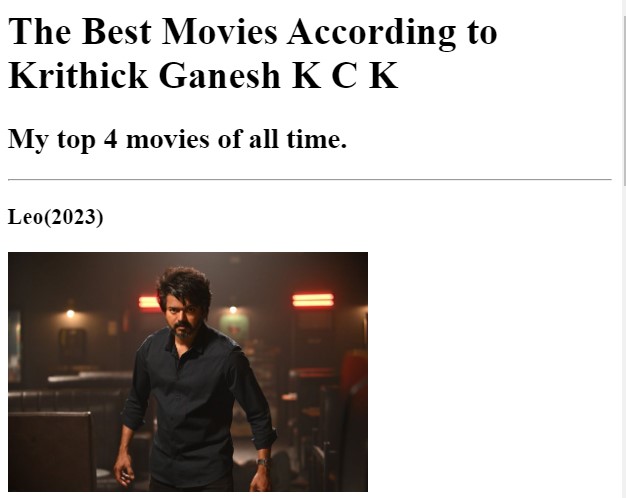 The Best Movies According to
Krithick Ganesh K C K
My top 4 movies of all time.
Leo(2023)